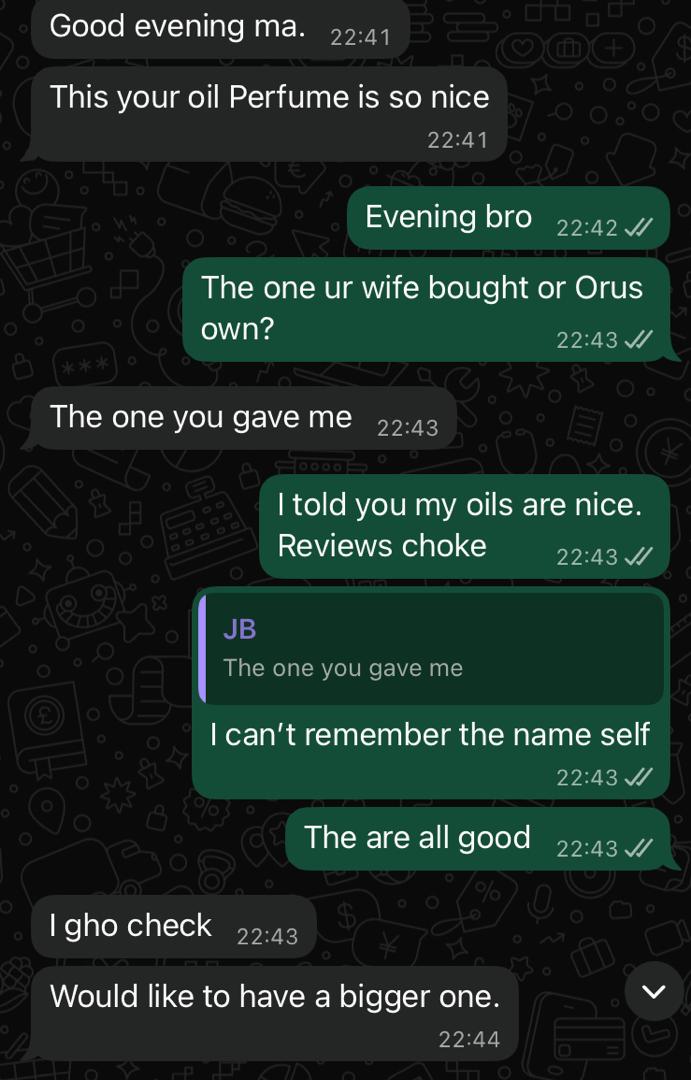 Good evening ma. 22:41
This your oil Perfume is so nice
22:41
Evening bro 22:42
The one ur wife bought or Orus
own? 22:43
The one you gave me 22:43
I told you my oils are nice.
Reviews choke 22:43
JB
The one you gave me
I can’t remember the name self
22:43
The are all good 22:43
I gho check 22:43
Would like to have a bigger one.
22:44